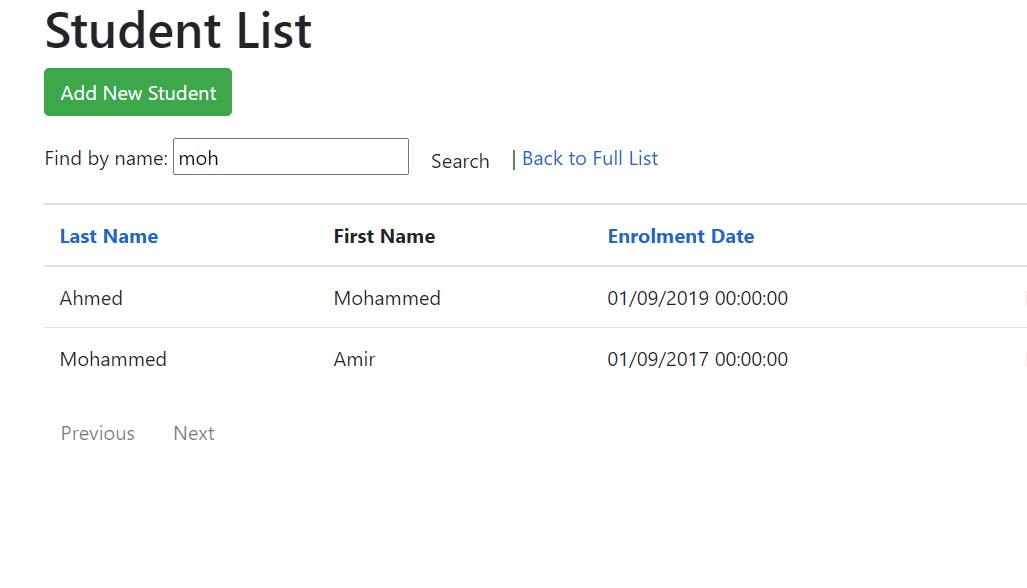 Student List
Add New Student
Find by name: moh Search | Back to Full List
Last Name First Name Enrolment Date
Ahmed Mohammed 01/09/2019 00:00:00
Mohammed Amir 01/09/2017 00:00:00
Previous Next